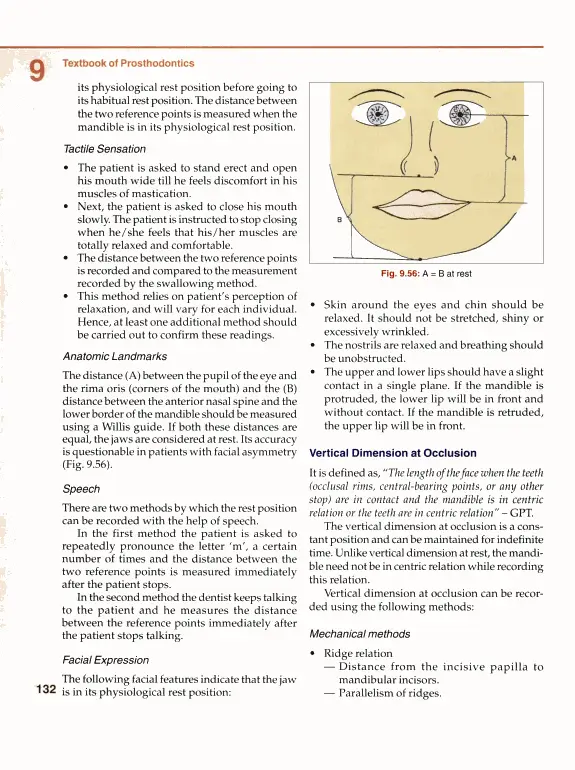 9
Textbook of Prosthodontics
its physiological rest position before going to
its habitual rest position. The distance between
the two reference points is measured when the
mandible is in its physiological rest position.
Tactile Sensation
• The patient is asked to stand erect and open
his mouth wide till he feels discomfort in his
muscles of mastication.
• Next, the patient is asked to close his mouth
slowly. The patient is instructed to stop closing
when he/she feels that his/her muscles are
totally relaxed and comfortable.
• The distance between the two reference points
is recorded and compared to the measurement
recorded by the swallowing method.
• This method relies on patient's perception of
relaxation, and will vary for each individual.
Hence, at least one additional method should
be carried out to confirm these readings.
Anatomic Landmarks
The distance (A) between the pupil of the eye and
the rima oris (corners of the mouth) and the (B)
distance between the anterior nasal spine and the
lower border of the mandible should be measured
using a Willis guide. If both these distances are
equal, the jaws are considered at rest. Its accuracy
is questionable in patients with facial asymmetry
(Fig. 9.56).
Speech
There are two methods by which the rest position
can be recorded with the help of speech.
In the first method the patient is asked to
repeatedly pronounce the letter 'm', a certain
number of times and the distance between the
two reference points is measured immediately
after the patient stops.
In the second method the dentist keeps talking
to the patient and he measures the distance
between the reference points immediately after
the patient stops talking.
Facial Expression
The following facial features indicate that the jaw
is in its physiological rest position:
132
A
B
Fig. 9.56: A = B at rest
• Skin around the eyes and chin should be
relaxed. It should not be stretched, shiny or
excessively wrinkled.
• The nostrils are relaxed and breathing should
be unobstructed.
• The upper and lower lips should have a slight
contact in a single plane. If the mandible is
protruded, the lower lip will be in front and
without contact. If the mandible is retruded,
the upper lip will be in front.
Vertical Dimension at Occlusion
It is defined as, "The length of the face when the teeth
(occlusal rims, central-bearing points, or any other
stop) are in contact and the mandible is in centric
relation or the teeth are in centric relation" – GPT.
The vertical dimension at occlusion is a cons-
tant position and can be maintained for indefinite
time. Unlike vertical dimension at rest, the mandi-
ble need not be in centric relation while recording
this relation.
Vertical dimension at occlusion can be recor-
ded using the following methods:
Mechanical methods
• Ridge relation
— Distance from the incisive papilla to
mandibular incisors.
— Parallelism of ridges.